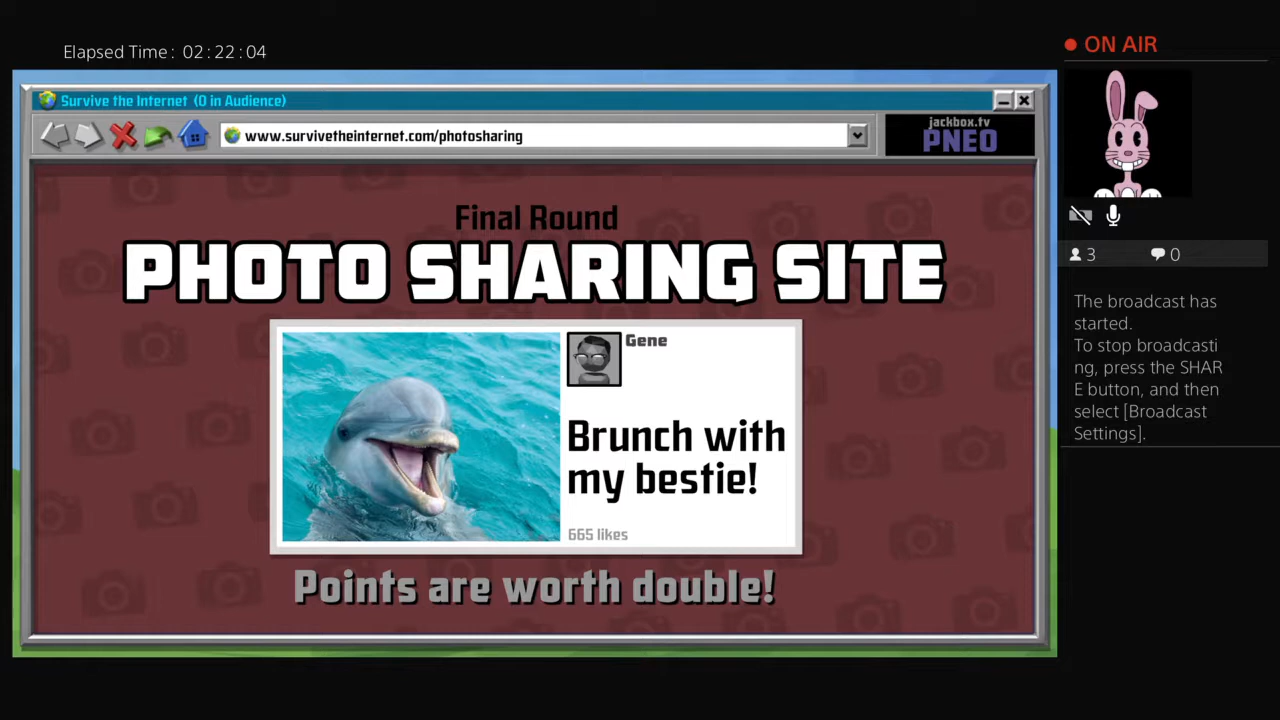 Elapsed Time: 02:22:04
ON AIR
Survive the Internet (0 in Audience)
www.survivetheinternet.com/photosharing
jackbox.tv
PNEO
Final Round
PHOTO SHARING SITE
Gene
Brunch with
my bestie!
665 likes
Points are worth double!
3
0
The broadcast has
started.
To stop broadcasti
ng, press the SHAR
E button, and then
select [Broadcast
Settings].